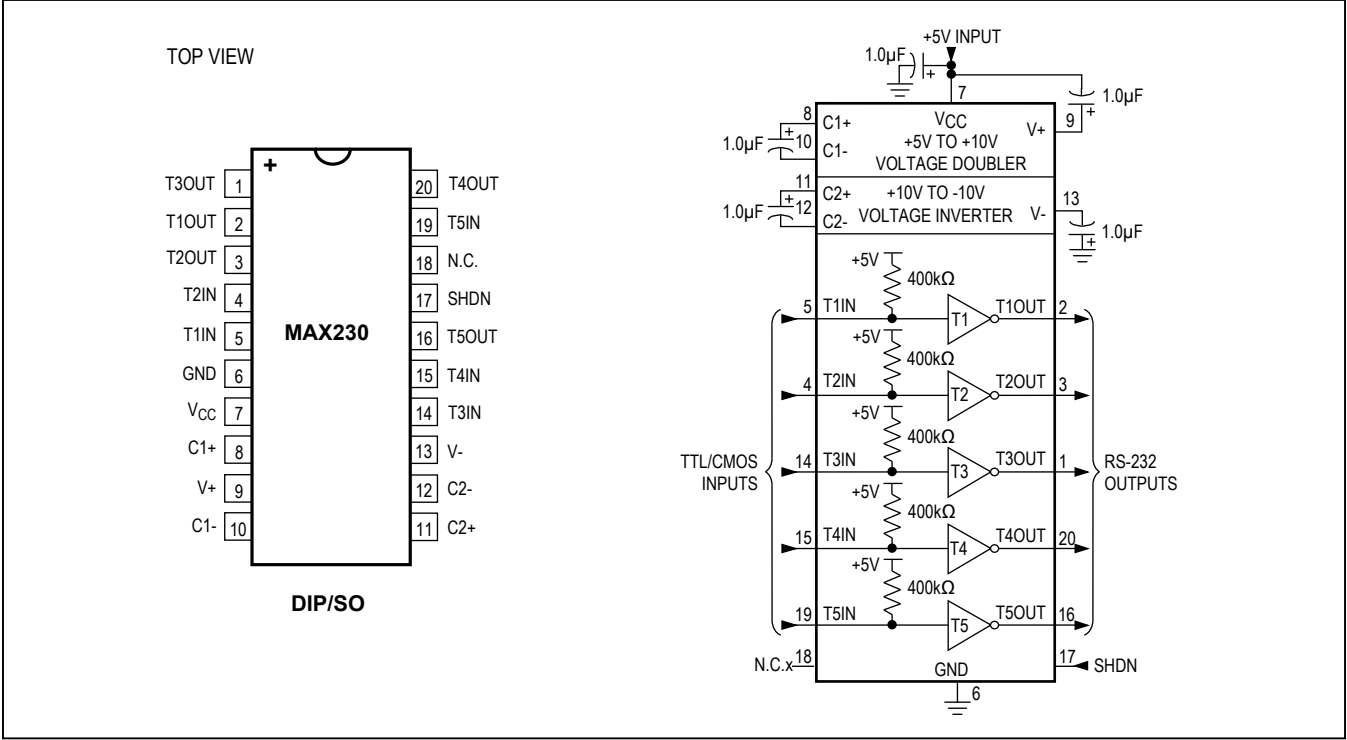 TOP VIEW
+
T3OUT 1
T1OUT 2
T2OUT 3
T2IN 4
T1IN 5
GND 6
VCC 7
C1+ 8
V+ 9
C1- 10
MAX230
20 T4OUT
19 T5IN
18 N.C.
17 SHDN
16 T5OUT
15 T4IN
14 T3IN
13 V-
12 C2-
11 C2+
DIP/SO
+5V INPUT
1.0µF
+
7
1.0µF
+
9
8
C1+
1.0µF
+
10
C1-
VCC
+5V TO +10V
VOLTAGE DOUBLER
V+
11
C2+
1.0µF
+
12
C2-
+10V TO -10V
VOLTAGE INVERTER
V-
13
1.0µF
+
+5V
400kΩ
5 T1IN T1 T1OUT 2
+5V
400kΩ
4 T2IN T2 T2OUT 3
+5V
400kΩ
14 T3IN T3 T3OUT 1
+5V
400kΩ
15 T4IN T4 T4OUT 20
+5V
400kΩ
19 T5IN T5 T5OUT 16
TTL/CMOS
INPUTS
RS-232
OUTPUTS
N.C.x 18
17 SHDN
GND
6